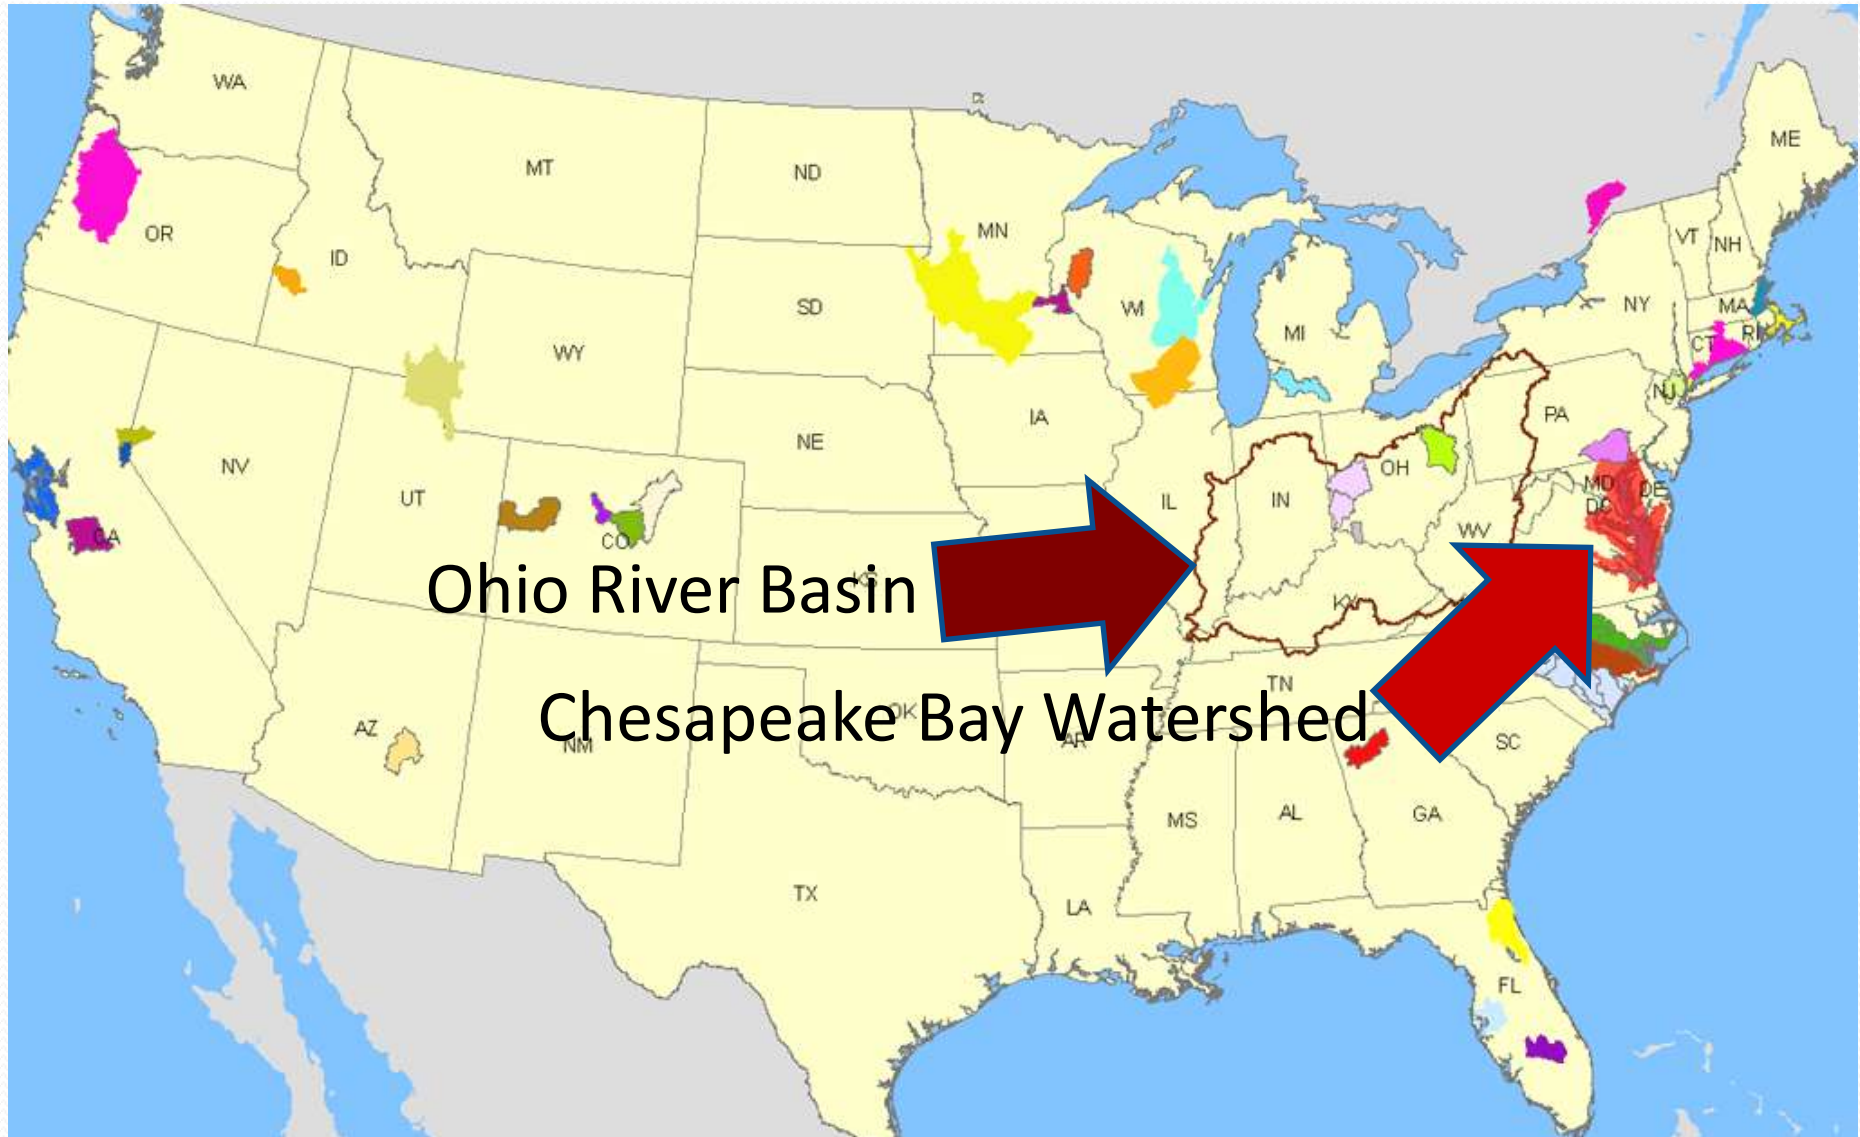 WA
ME
MT
ND
MN
OR
VT
NH
ID
SD
WI
NY
MA
MI
RI
CT
WY
NJ
PA
IA
NE
OH
NV
MD
DE
UT
IL
IN
DC
WV
CA
CO
Ohio River Basin
KS
KY
TN
Chesapeake Bay Watershed
OK
AZ
NM
AR
SC
MS
AL
GA
TX
LA
FL